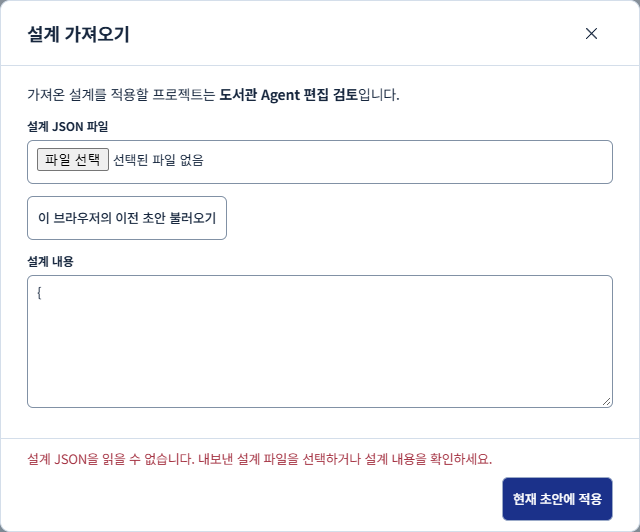 설계 가져오기
가져온 설계를 적용할 프로젝트는 도서관 Agent 편집 검토입니다.
설계 JSON 파일
파일 선택 선택된 파일 없음
이 브라우저의 이전 초안 불러오기
설계 내용
{
설계 JSON을 읽을 수 없습니다. 내보낸 설계 파일을 선택하거나 설계 내용을 확인하세요.
현재 초안에 적용